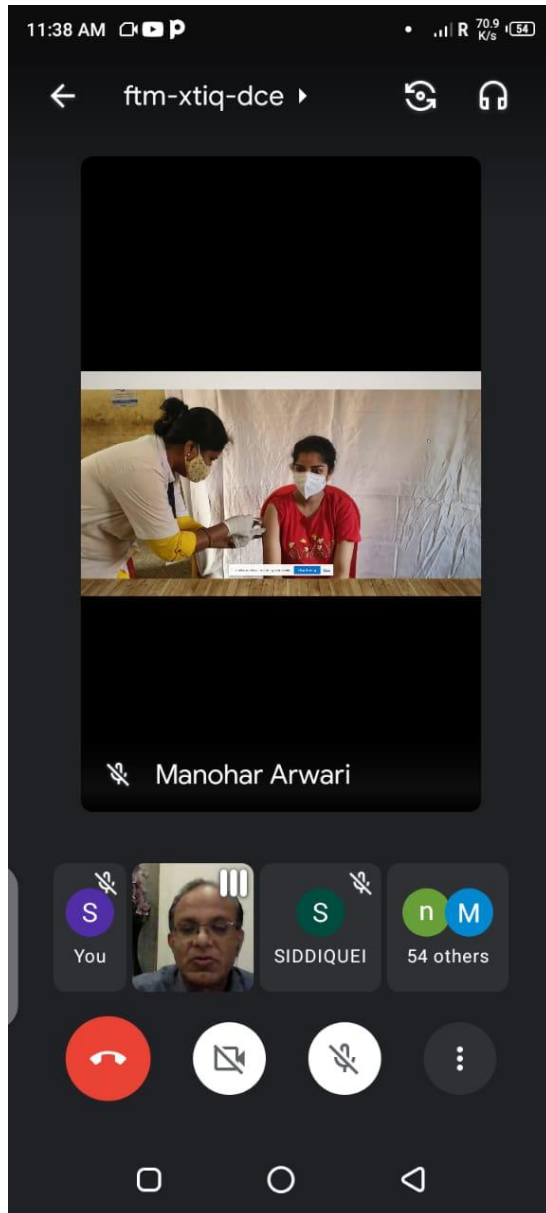 11:38 AM R 70.9 K/s 54
ftm-xtiq-dce
Manohar Arwari
S S n M
You SIDDIQUEI 54 others